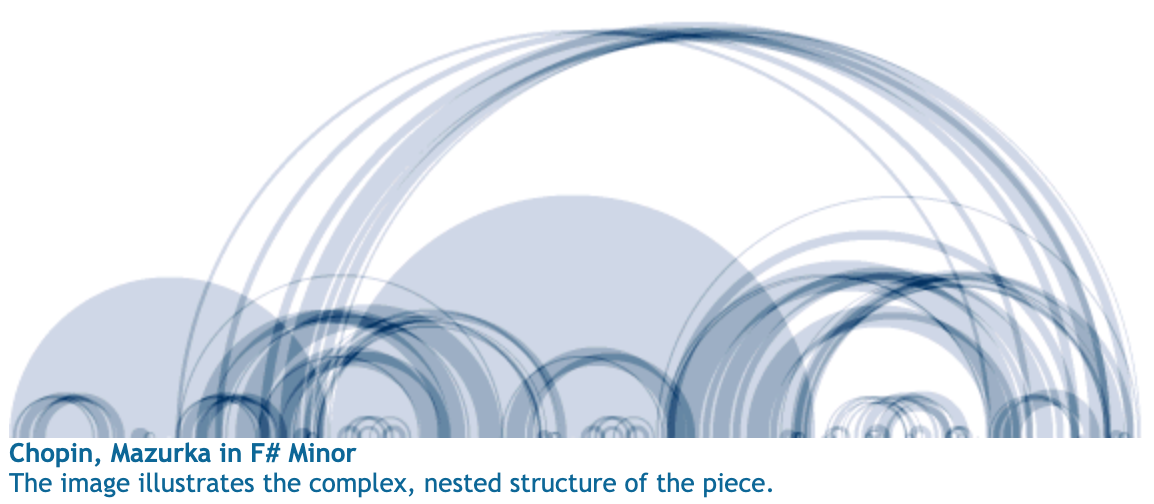 Chopin, Mazurka in F# Minor
The image illustrates the complex, nested structure of the piece.